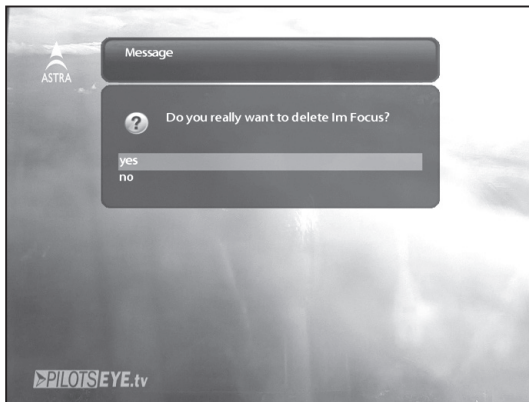 ASTRA
Message
Do you really want to delete Im Focus?
yes
no
PILOTSEYE.tv